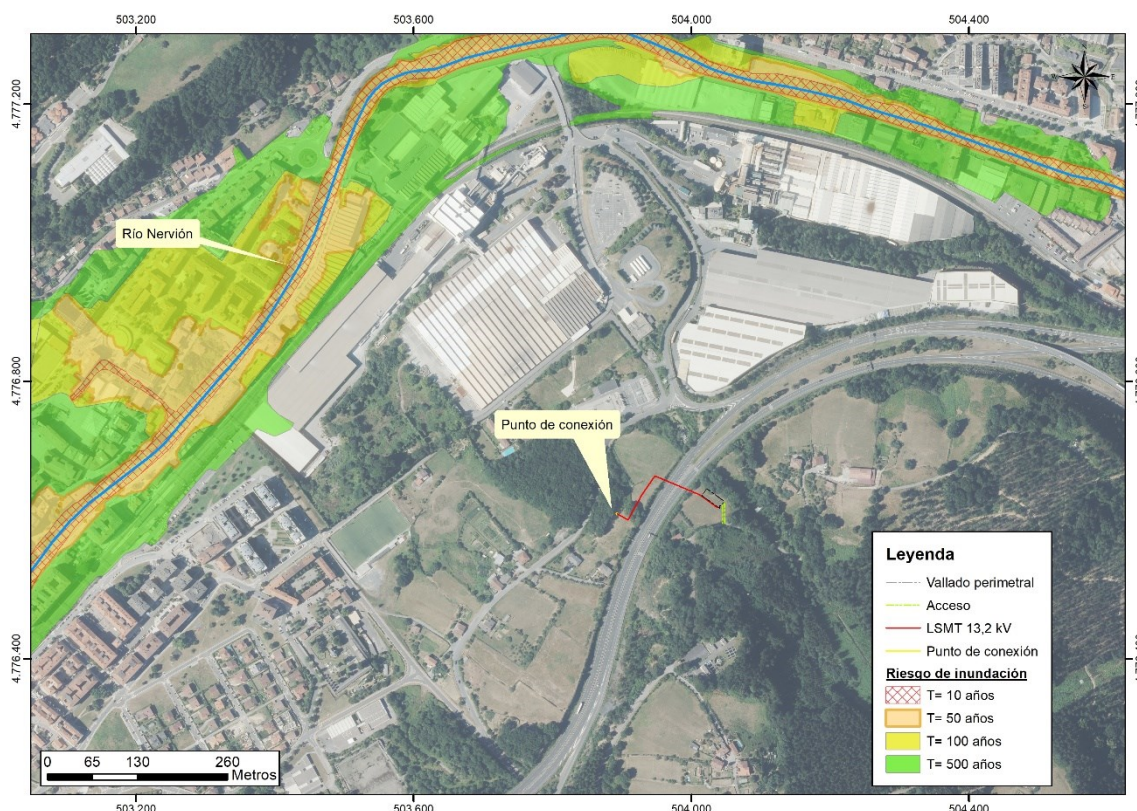 503.200 503.600 504.000 504.400
4.777.200
Río Nervión
4.776.800
Punto de conexión
4.776.400
Leyenda
Vallado perimetral
Acceso
LSMT 13,2 kV
Punto de conexión
Riesgo de inundación
T= 10 años
T= 50 años
T= 100 años
T= 500 años
0 65 130 260
Metros
503.200 503.600 504.000 504.400